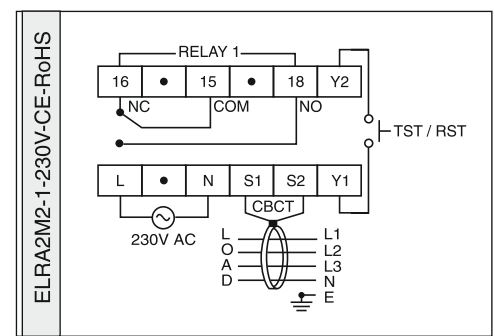 ELRA2M2-1-230V-CE-RoHS
RELAY 1
16 • 15 • 18 Y2
NC COM NO
TST / RST
L • N S1 S2 Y1
CBCT
230V AC
L L1
O L2
A L3
D N
E